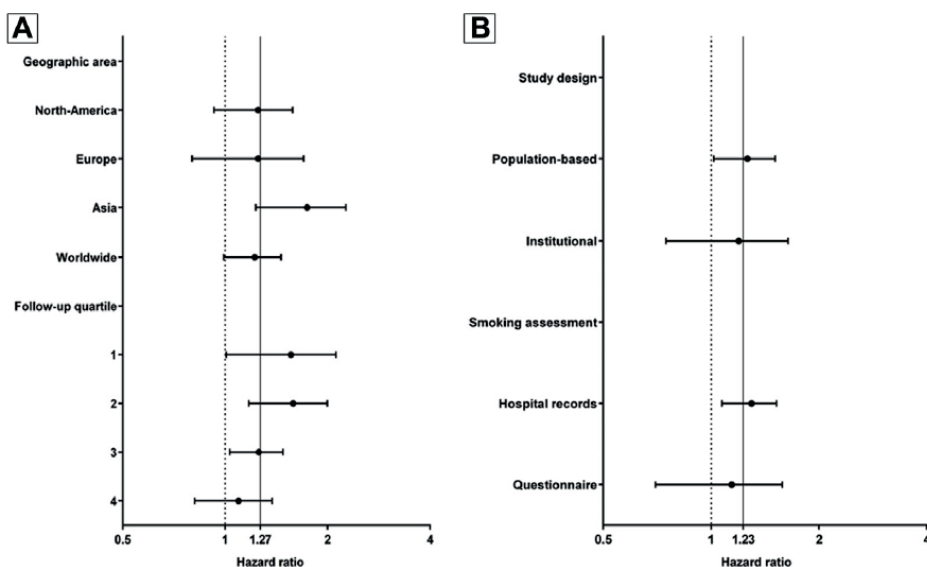 A
Geographic area
North-America
Europe
Asia
Worldwide
Follow-up quartile
1
2
3
4
0.5 1 1.27 2 4
Hazard ratio
B
Study design
Population-based
Institutional
Smoking assessment
Hospital records
Questionnaire
0.5 1 1.23 2 4
Hazard ratio